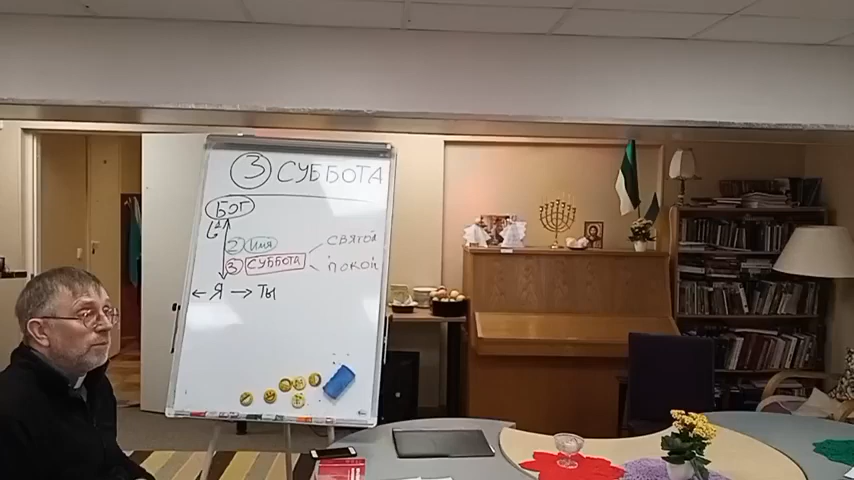 3 СУББОТА
БОГ
2 Имя
3 СУББОТА
СВЯТОЙ
ПОКОЙ
← Я → ТЫ